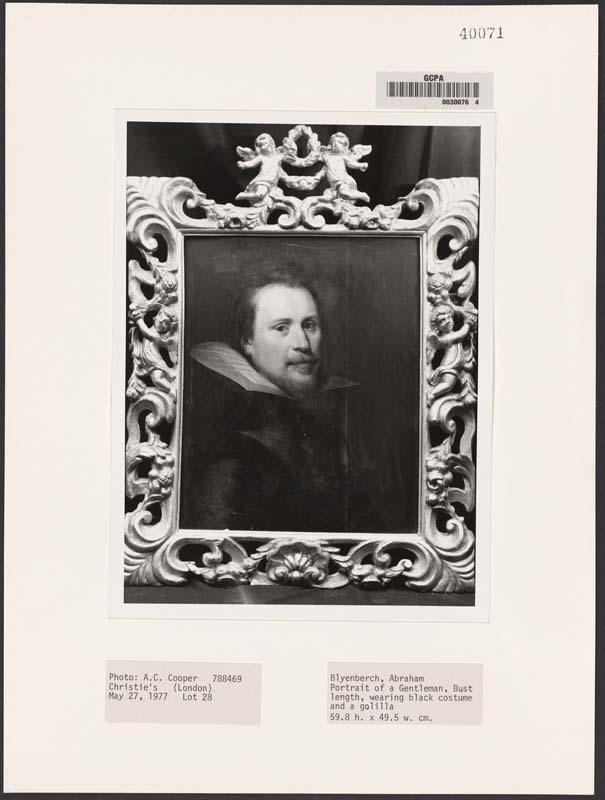 40071
GCPA
0030076 4
Photo: A.C. Cooper 788469
Christie's (London)
May 27, 1977 Lot 28
Blyenberch, Abraham
Portrait of a Gentleman, Bust
length, wearing black costume
and a golilla
59.8 h. x 49.5 w. cm.